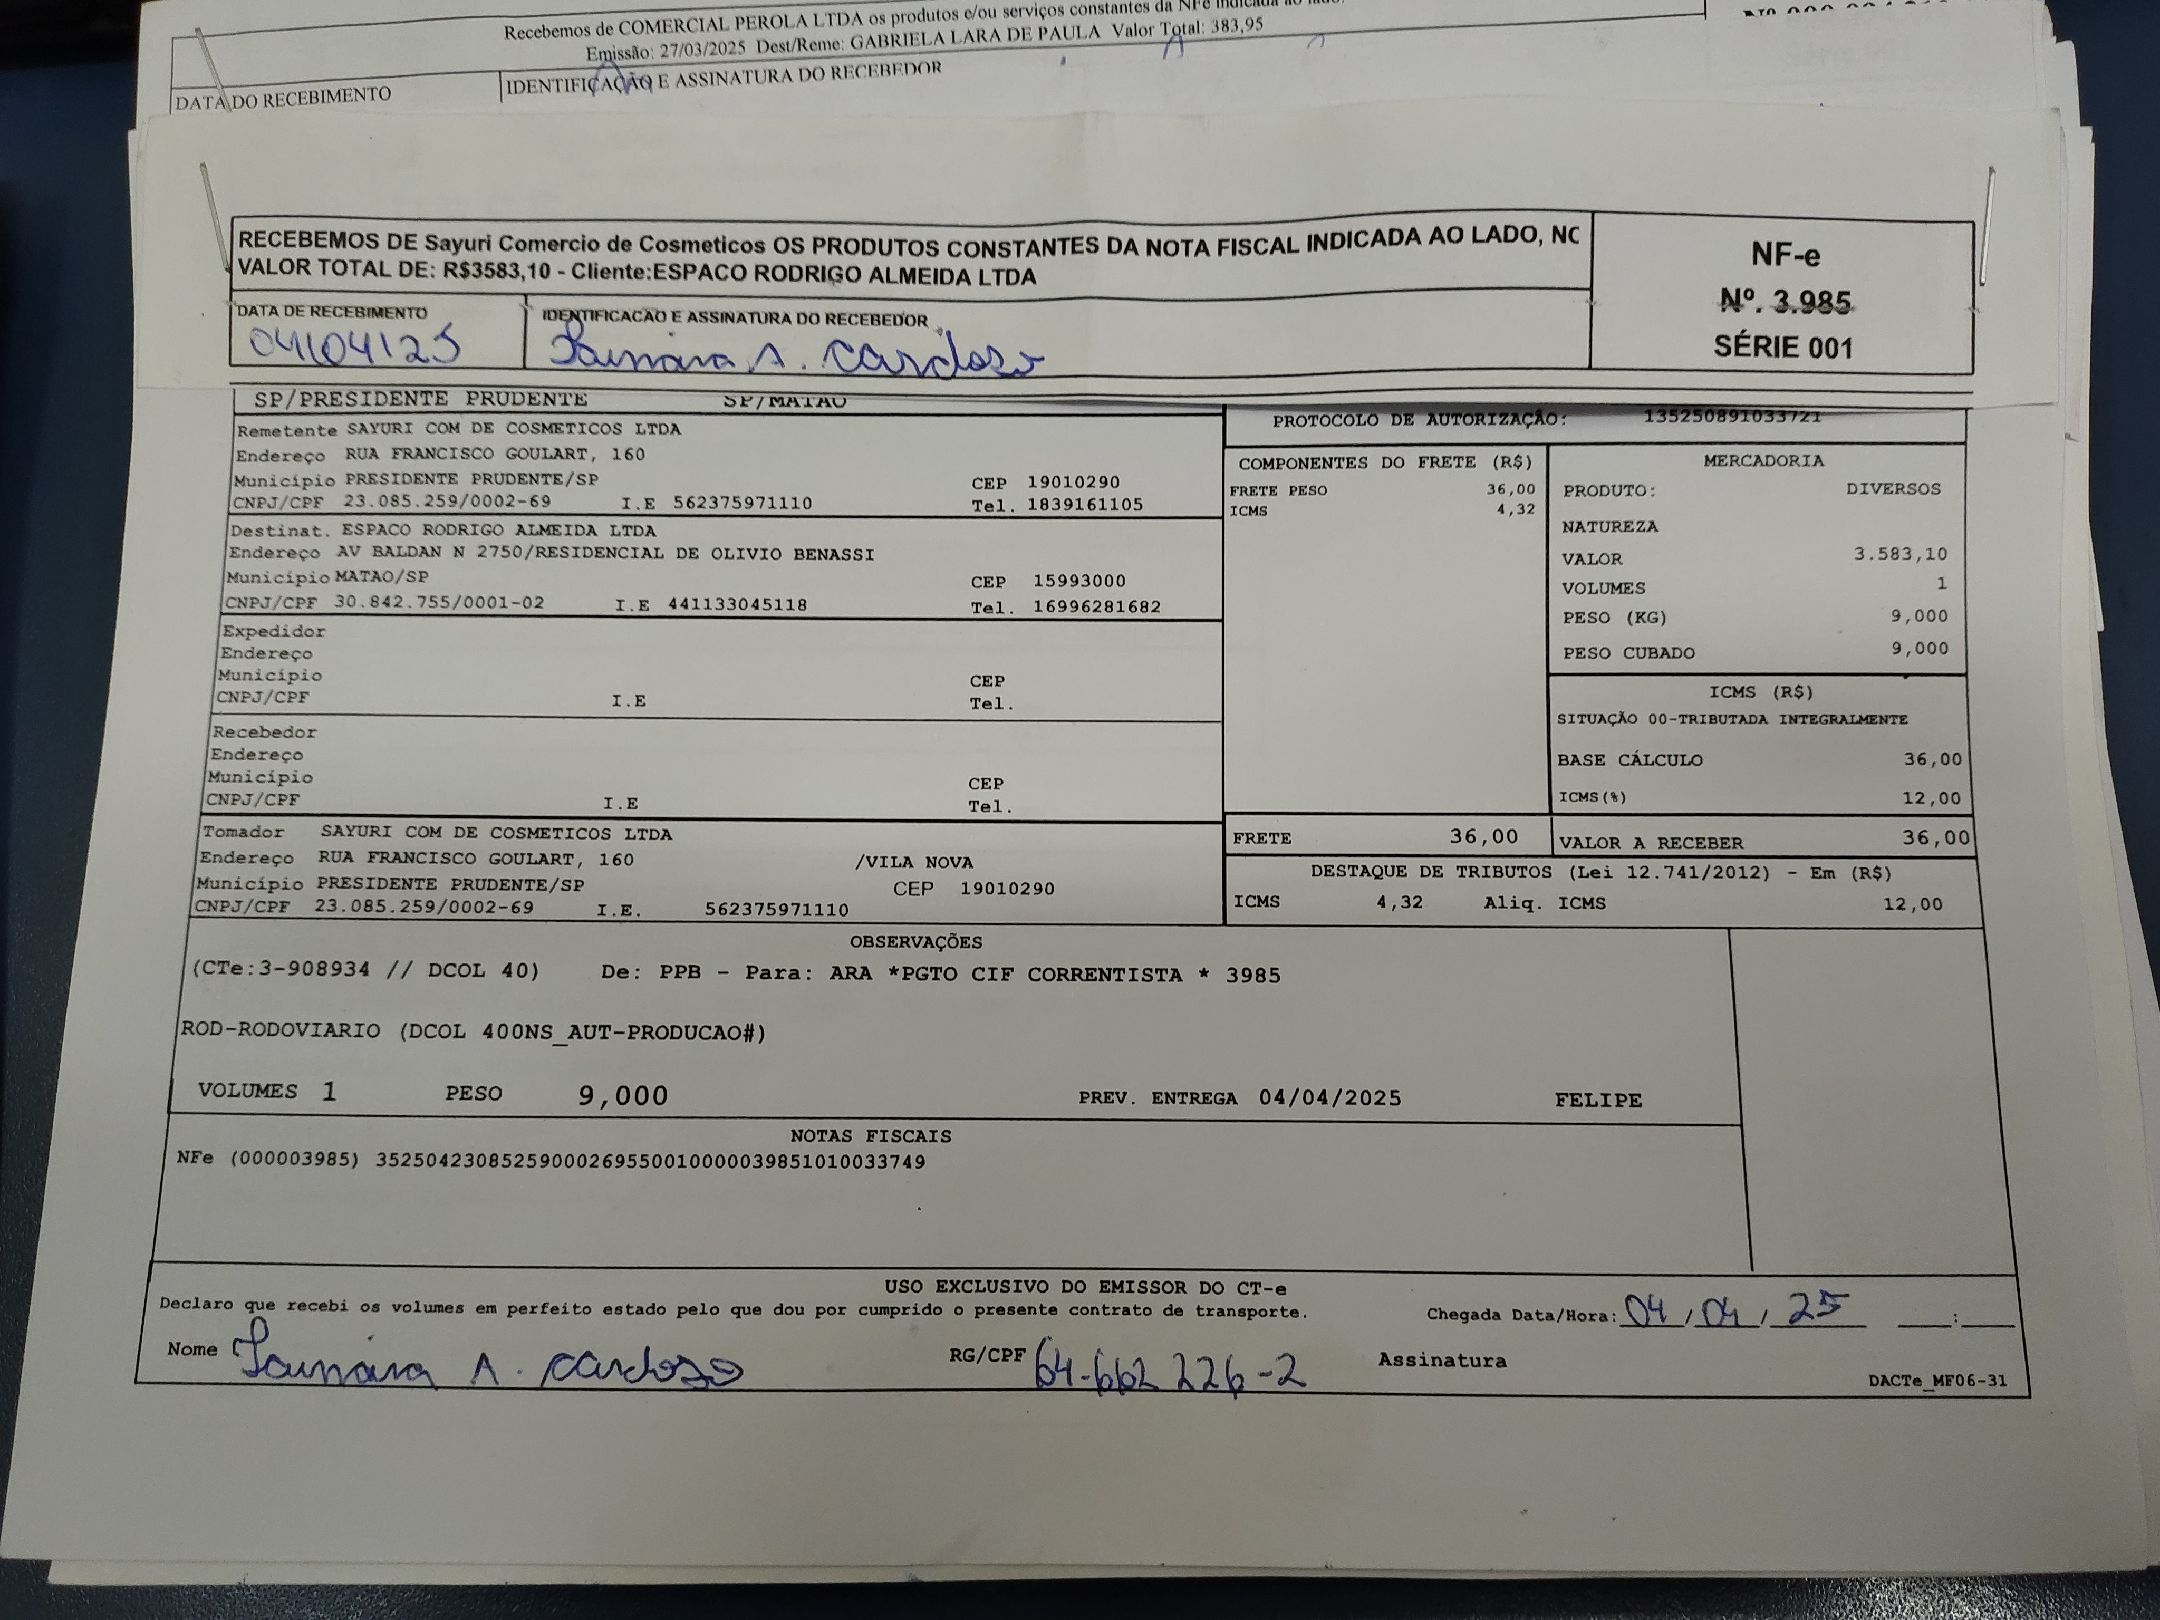 Recebemos de COMERCIAL PEROLA LTDA os produtos e/ou serviços constantes da NFe indicada ao lado.
Emissão: 27/03/2025 Dest/Reme: GABRIELA LARA DE PAULA Valor Total: 383,95
DATA DO RECEBIMENTO
IDENTIFICAÇÃO E ASSINATURA DO RECEBEDOR
RECEBEMOS DE Sayuri Comercio de Cosmeticos OS PRODUTOS CONSTANTES DA NOTA FISCAL INDICADA AO LADO, NO
VALOR TOTAL DE: R$3583,10 - Cliente:ESPACO RODRIGO ALMEIDA LTDA
NF-e
Nº. 3.985
SÉRIE 001
DATA DE RECEBIMENTO
04/04/25
IDENTIFICACAO E ASSINATURA DO RECEBEDOR
A. Cardoso
SP/PRESIDENTE PRUDENTE SP/MATAO
PROTOCOLO DE AUTORIZAÇÃO: 135250891033721
Remetente SAYURI COM DE COSMETICOS LTDA
Endereço RUA FRANCISCO GOULART, 160
Município PRESIDENTE PRUDENTE/SP CEP 19010290
CNPJ/CPF 23.085.259/0002-69 I.E 562375971110 Tel. 1839161105
Destinat. ESPACO RODRIGO ALMEIDA LTDA
Endereço AV BALDAN N 2750/RESIDENCIAL DE OLIVIO BENASSI
Município MATAO/SP CEP 15993000
CNPJ/CPF 30.842.755/0001-02 I.E 441133045118 Tel. 16996281682
Expedidor
Endereço
Município CEP
CNPJ/CPF I.E Tel.
Recebedor
Endereço
Município CEP
CNPJ/CPF I.E Tel.
Tomador SAYURI COM DE COSMETICOS LTDA
Endereço RUA FRANCISCO GOULART, 160 /VILA NOVA
Município PRESIDENTE PRUDENTE/SP CEP 19010290
CNPJ/CPF 23.085.259/0002-69 I.E. 562375971110
COMPONENTES DO FRETE (R$)
FRETE PESO 36,00
ICMS 4,32
MERCADORIA
PRODUTO: DIVERSOS
NATUREZA
VALOR 3.583,10
VOLUMES 1
PESO (KG) 9,000
PESO CUBADO 9,000
ICMS (R$)
SITUAÇÃO 00-TRIBUTADA INTEGRALMENTE
BASE CÁLCULO 36,00
ICMS(%) 12,00
FRETE 36,00 VALOR A RECEBER 36,00
DESTAQUE DE TRIBUTOS (Lei 12.741/2012) - Em (R$)
ICMS 4,32 Aliq. ICMS 12,00
OBSERVAÇÕES
(CTe:3-908934 // DCOL 40) De: PPB - Para: ARA *PGTO CIF CORRENTISTA * 3985
ROD-RODOVIARIO (DCOL 400NS_AUT-PRODUCAO#)
VOLUMES 1 PESO 9,000 PREV. ENTREGA 04/04/2025 FELIPE
NOTAS FISCAIS
NFe (000003985) 35250423085259000269550010000039851010033749
USO EXCLUSIVO DO EMISSOR DO CT-e
Declaro que recebi os volumes em perfeito estado pelo que dou por cumprido o presente contrato de transporte. Chegada Data/Hora: 04/04/25 __:__
Nome A. Cardoso RG/CPF 64-662 226-2 Assinatura
DACTe_MF06-31